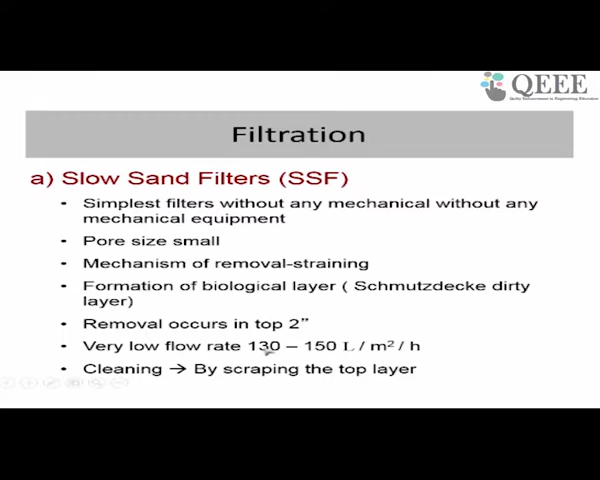 QEEE
Quality Enhancement in Engineering Education
Filtration
a) Slow Sand Filters (SSF)
• Simplest filters without any mechanical without any
mechanical equipment
• Pore size small
• Mechanism of removal-straining
• Formation of biological layer ( Schmutzdecke dirty
layer)
• Removal occurs in top 2”
• Very low flow rate 130 – 150 L / m² / h
• Cleaning → By scraping the top layer